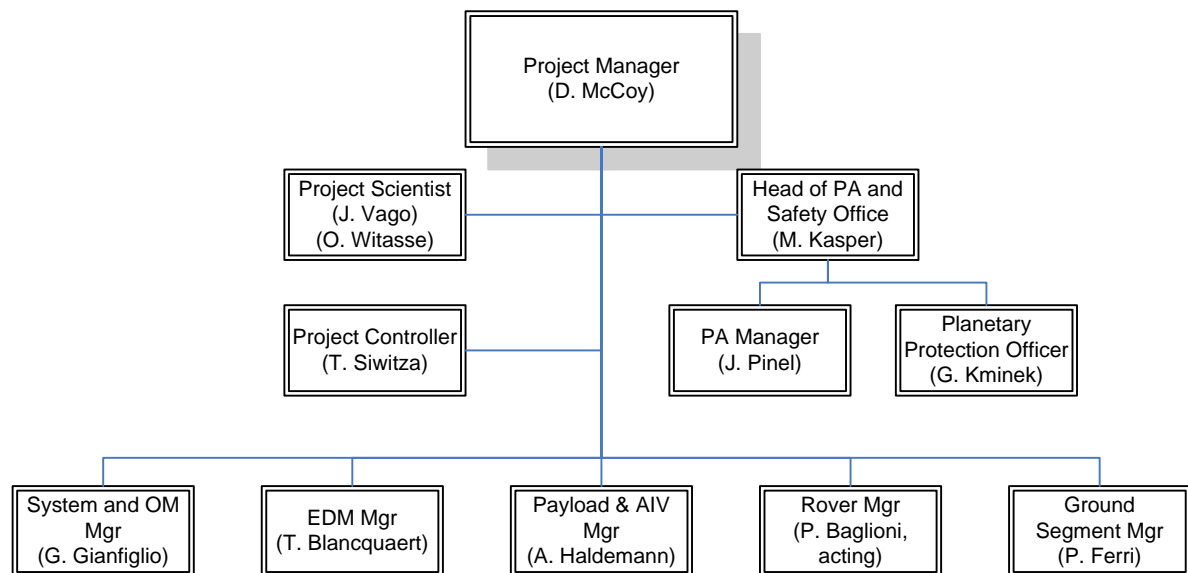 Project Manager
(D. McCoy)
Project Scientist
(J. Vago)
(O. Witasse)
Head of PA and
Safety Office
(M. Kasper)
Project Controller
(T. Siwitza)
PA Manager
(J. Pinel)
Planetary
Protection Officer
(G. Kminek)
System and OM
Mgr
(G. Gianfiglio)
EDM Mgr
(T. Blancquaert)
Payload & AIV
Mgr
(A. Haldemann)
Rover Mgr
(P. Baglioni,
acting)
Ground
Segment Mgr
(P. Ferri)